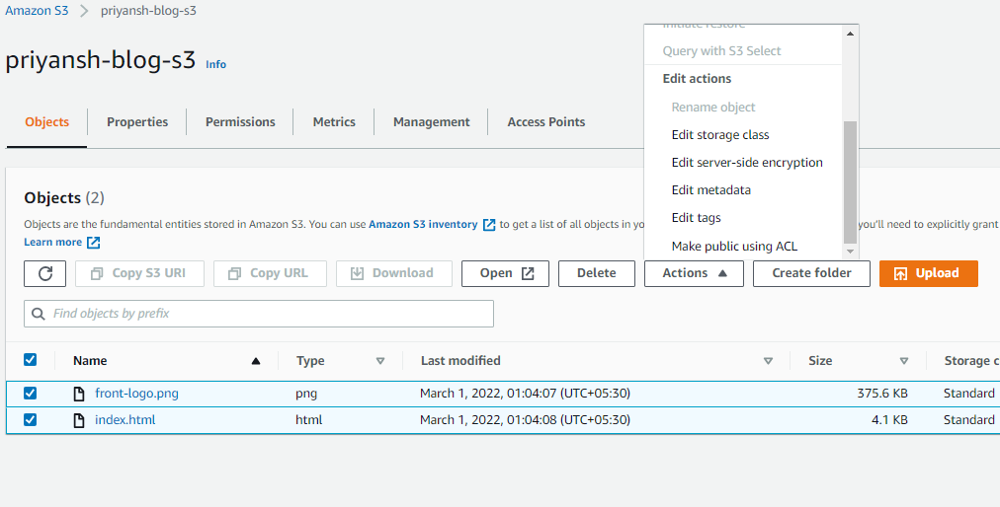 Amazon S3 > priyansh-blog-s3
priyansh-blog-s3 Info
Objects Properties Permissions Metrics Management Access Points
Initiate restore
Query with S3 Select
Edit actions
Rename object
Edit storage class
Edit server-side encryption
Edit metadata
Edit tags
Make public using ACL
Objects (2)
Objects are the fundamental entities stored in Amazon S3. You can use Amazon S3 inventory to get a list of all objects in yo you'll need to explicitly grant
Learn more
Copy S3 URI Copy URL Download Open Delete Actions Create folder Upload
Find objects by prefix
Name Type Last modified Size Storage c
front-logo.png png March 1, 2022, 01:04:07 (UTC+05:30) 375.6 KB Standard
index.html html March 1, 2022, 01:04:08 (UTC+05:30) 4.1 KB Standard